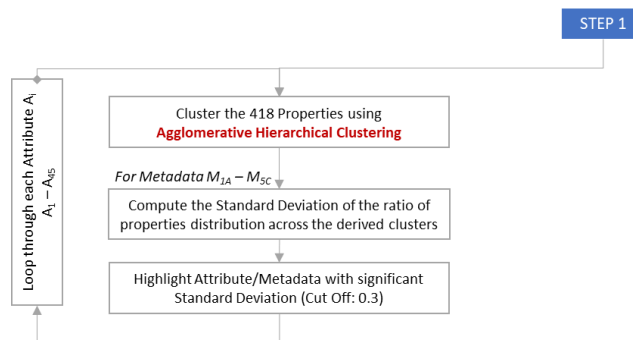 STEP 1
Loop through each Attribute Ai
A1 – A45
Cluster the 418 Properties using
Agglomerative Hierarchical Clustering
For Metadata M1A – M5C
Compute the Standard Deviation of the ratio of
properties distribution across the derived clusters
Highlight Attribute/Metadata with significant
Standard Deviation (Cut Off: 0.3)